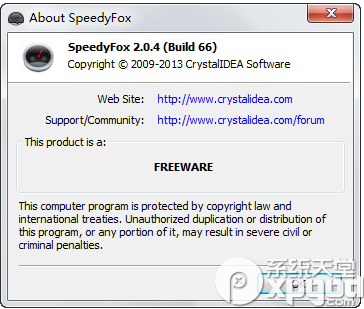 About SpeedyFox
SpeedyFox 2.0.4 (Build 66)
Copyright © 2009-2013 CrystalIDEA Software
Web Site: http://www.crystalidea.com
Support/Community: http://www.crystalidea.com/forum
This product is a:
FREEWARE
This computer program is protected by copyright law and
international treaties. Unauthorized duplication or distribution of
this program, or any portion of it, may result in severe civil or
criminal penalties.
系统天堂
xpgod
.com